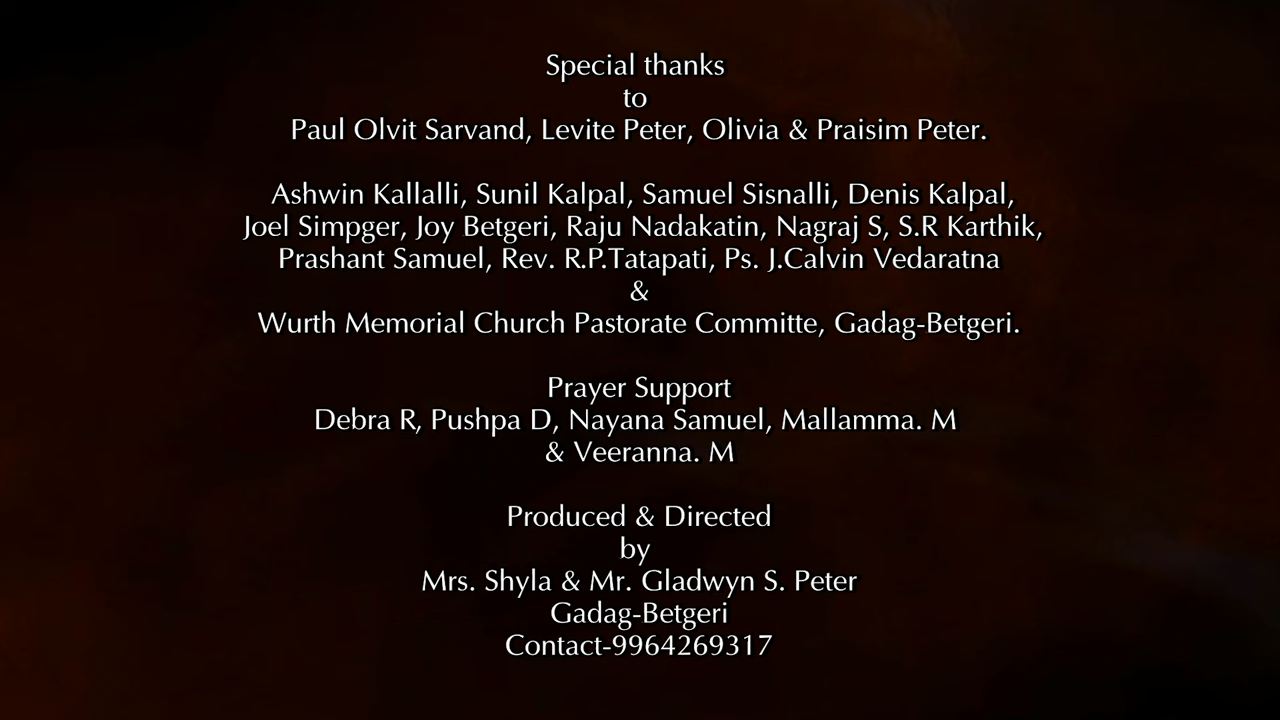 Special thanks
to
Paul Olvit Sarvand, Levite Peter, Olivia & Praisim Peter.
Ashwin Kallalli, Sunil Kalpal, Samuel Sisnalli, Denis Kalpal,
Joel Simpger, Joy Betgeri, Raju Nadakatin, Nagraj S, S.R Karthik,
Prashant Samuel, Rev. R.P.Tatapati, Ps. J.Calvin Vedaratna
&
Wurth Memorial Church Pastorate Committe, Gadag-Betgeri.
Prayer Support
Debra R, Pushpa D, Nayana Samuel, Mallamma. M
& Veeranna. M
Produced & Directed
by
Mrs. Shyla & Mr. Gladwyn S. Peter
Gadag-Betgeri
Contact-9964269317